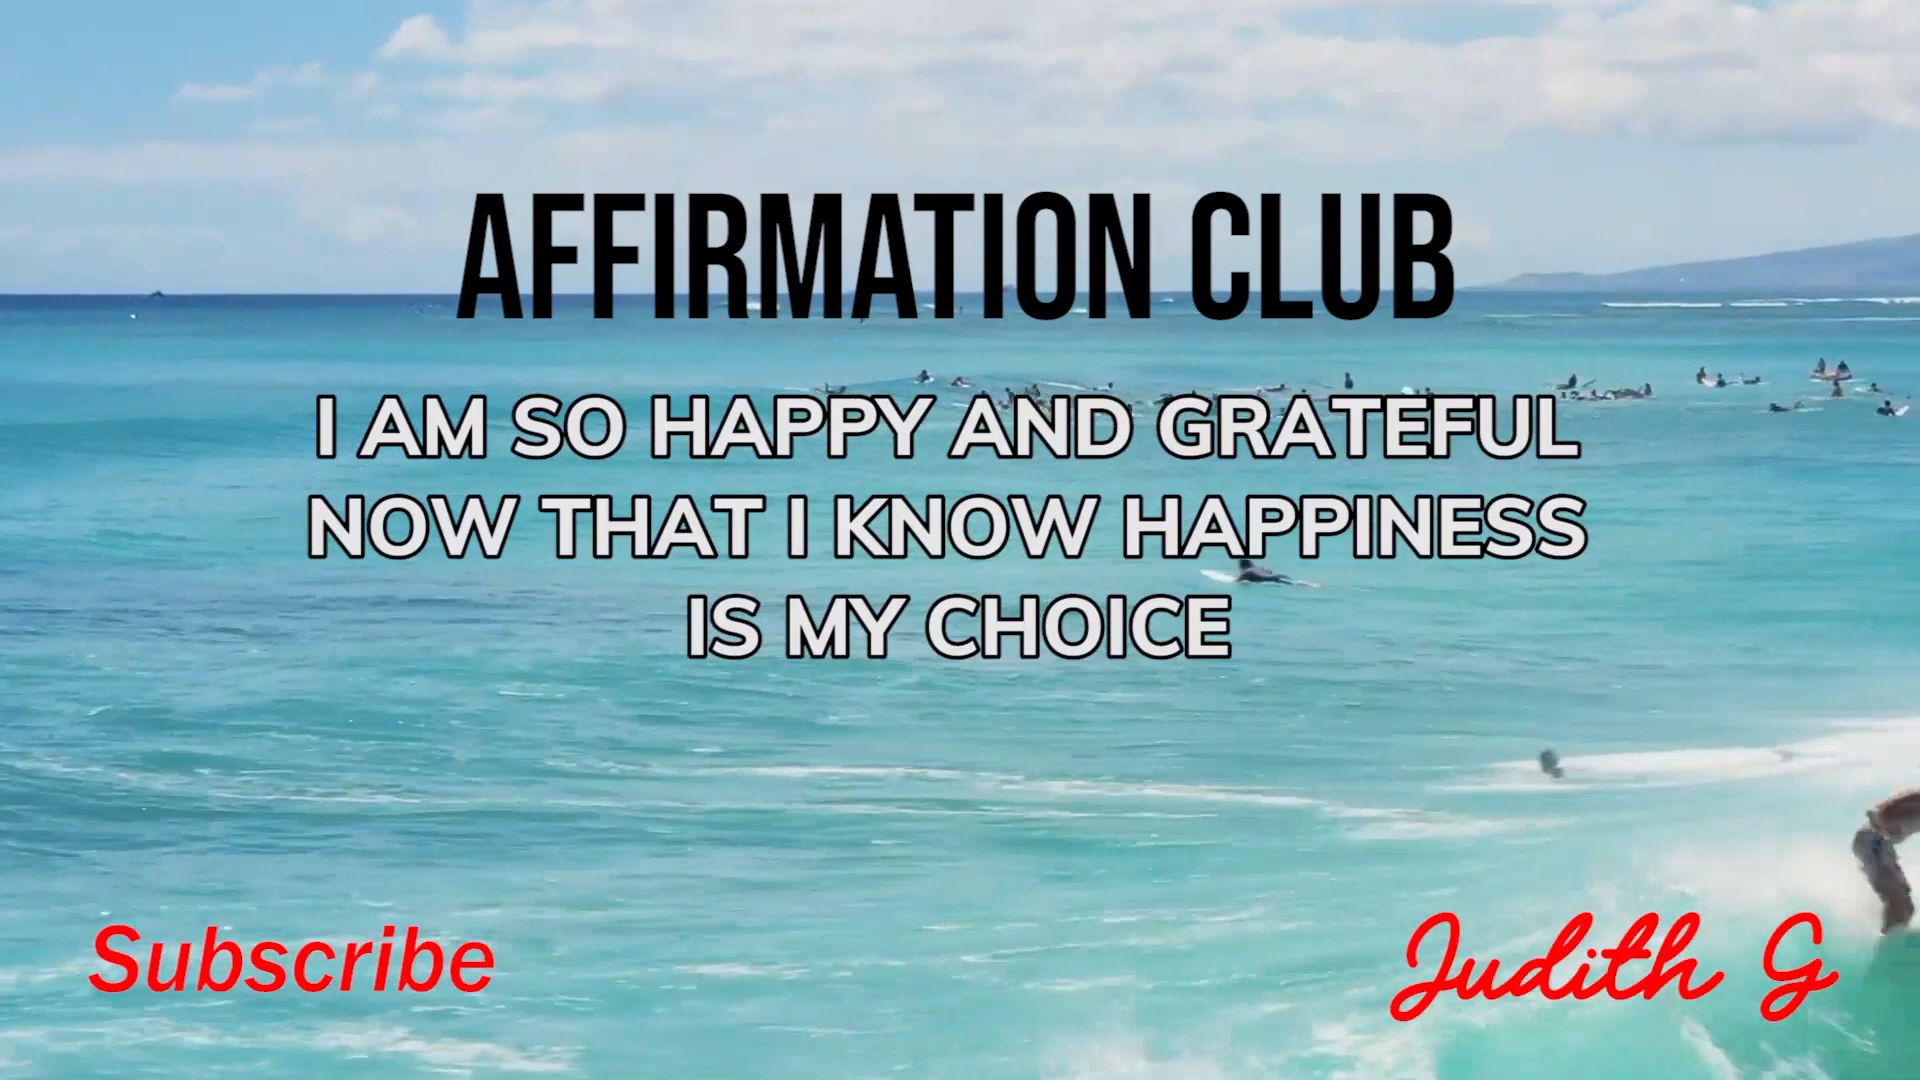 AFFIRMATION CLUB
I AM SO HAPPY AND GRATEFUL
NOW THAT I KNOW HAPPINESS
IS MY CHOICE
Subscribe
Judith G